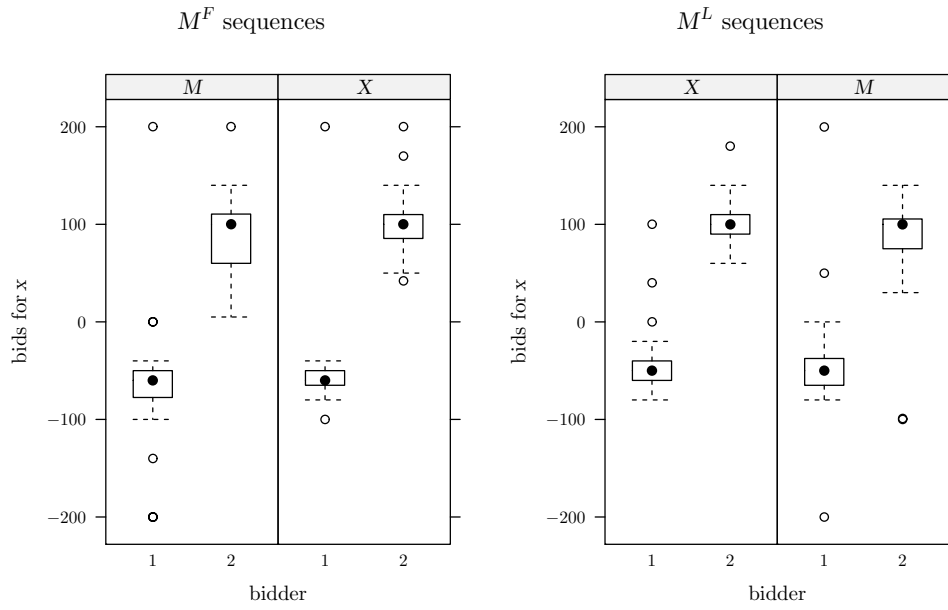 M^F sequences
M^L sequences
M X
X M
bids for x
200
100
0
−100
−200
1 2 1 2
bidder
bids for x
200
100
0
−100
−200
1 2 1 2
bidder